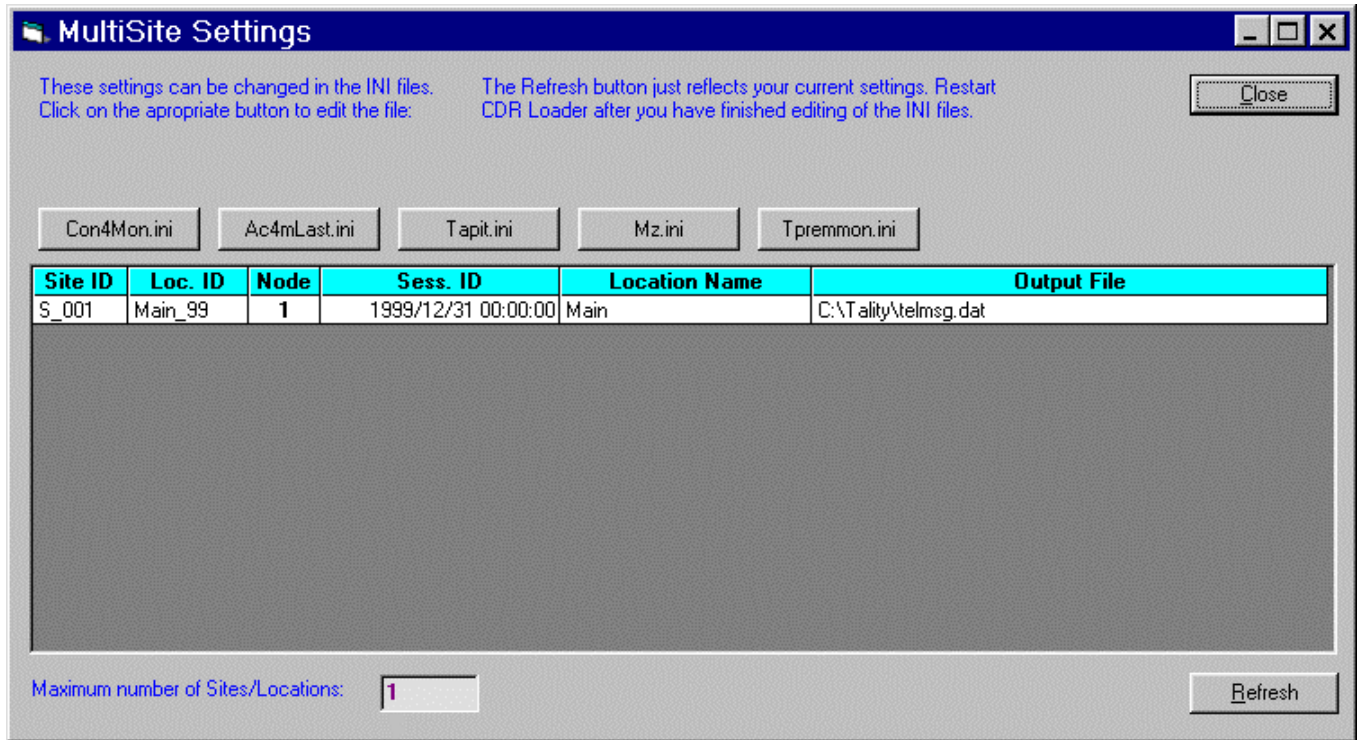 MultiSite Settings
These settings can be changed in the INI files.
Click on the apropriate button to edit the file:
The Refresh button just reflects your current settings. Restart
CDR Loader after you have finished editing of the INI files.
Close
Con4Mon.ini Ac4mLast.ini Tapit.ini Mz.ini Tpremmon.ini
Site ID Loc. ID Node Sess. ID Location Name Output File
S_001 Main_99 1 1999/12/31 00:00:00 Main C:\Tality\telmsg.dat
Maximum number of Sites/Locations: 1
Refresh